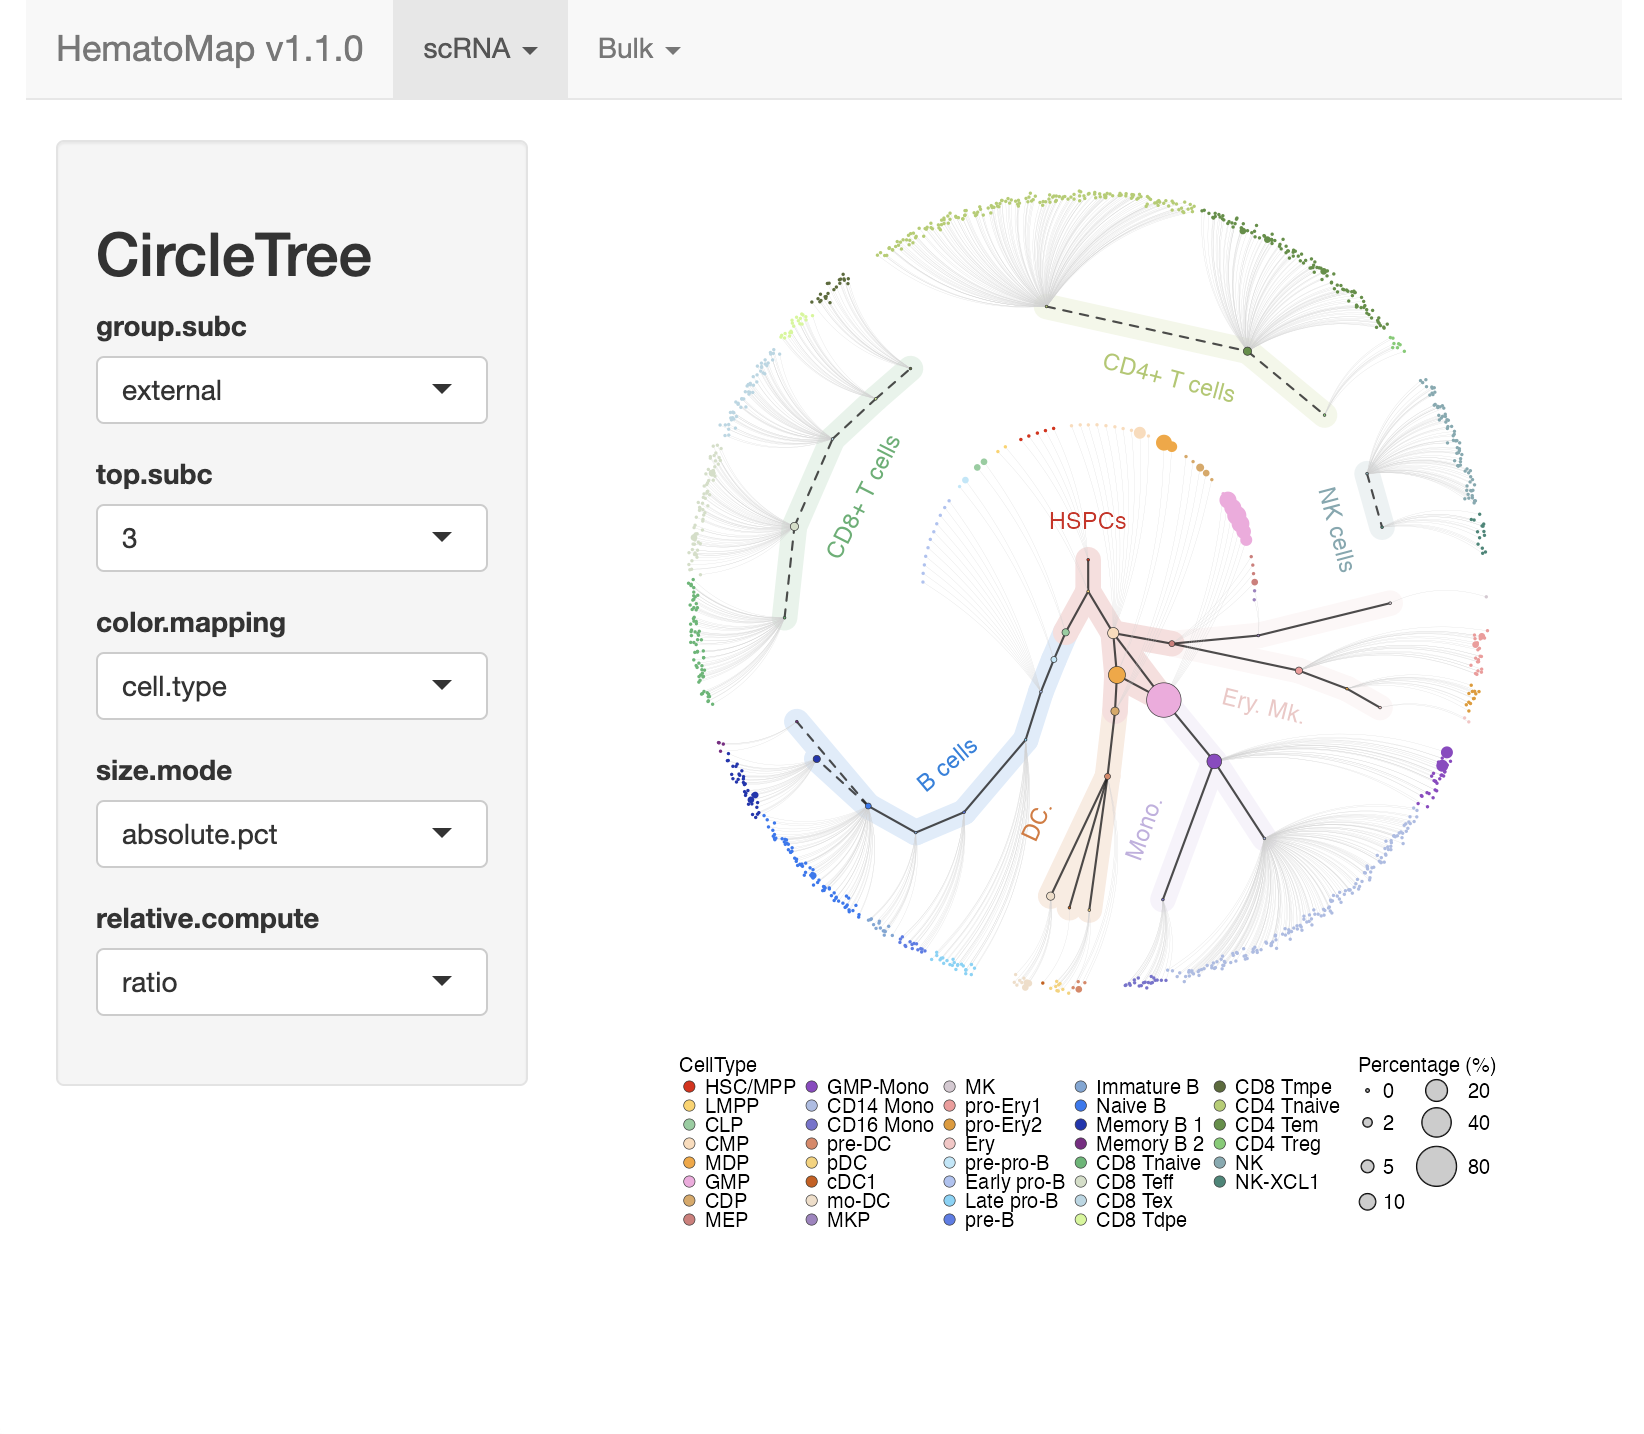 HematoMap v1.1.0 scRNA Bulk
CircleTree
group.subc
external
top.subc
3
color.mapping
cell.type
size.mode
absolute.pct
relative.compute
ratio
CD4+ T cells
CD8+ T cells
NK cells
HSPCs
Ery. Mk.
B cells
DC.
Mono.
CellType
HSC/MPP
LMPP
CLP
CMP
MDP
GMP
CDP
MEP
GMP-Mono
CD14 Mono
CD16 Mono
pre-DC
pDC
cDC1
mo-DC
MKP
MK
pro-Ery1
pro-Ery2
Ery
pre-pro-B
Early pro-B
Late pro-B
pre-B
Immature B
Naive B
Memory B 1
Memory B 2
CD8 Tnaive
CD8 Teff
CD8 Tex
CD8 Tdpe
CD8 Tmpe
CD4 Tnaive
CD4 Tem
CD4 Treg
NK
NK-XCL1
Percentage (%)
0
2
5
10
20
40
80